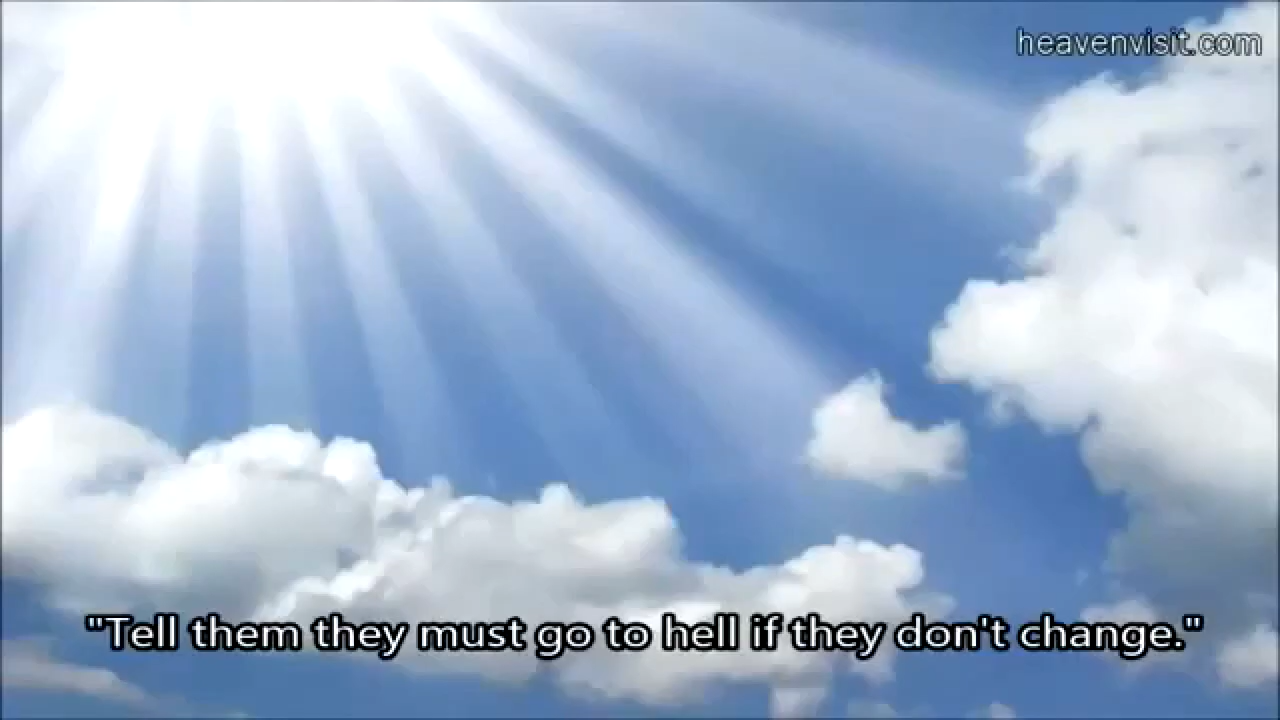 heavenvisit.com
"Tell them they must go to hell if they don't change."